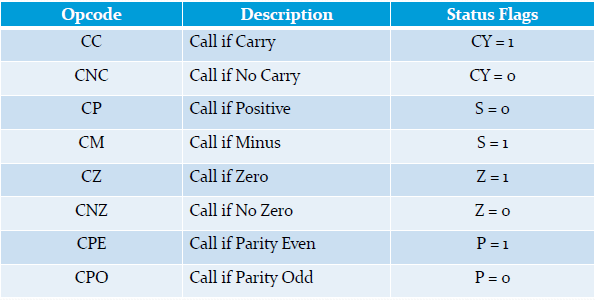 Opcode Description Status Flags
CC Call if Carry CY = 1
CNC Call if No Carry CY = 0
CP Call if Positive S = 0
CM Call if Minus S = 1
CZ Call if Zero Z = 1
CNZ Call if No Zero Z = 0
CPE Call if Parity Even P = 1
CPO Call if Parity Odd P = 0